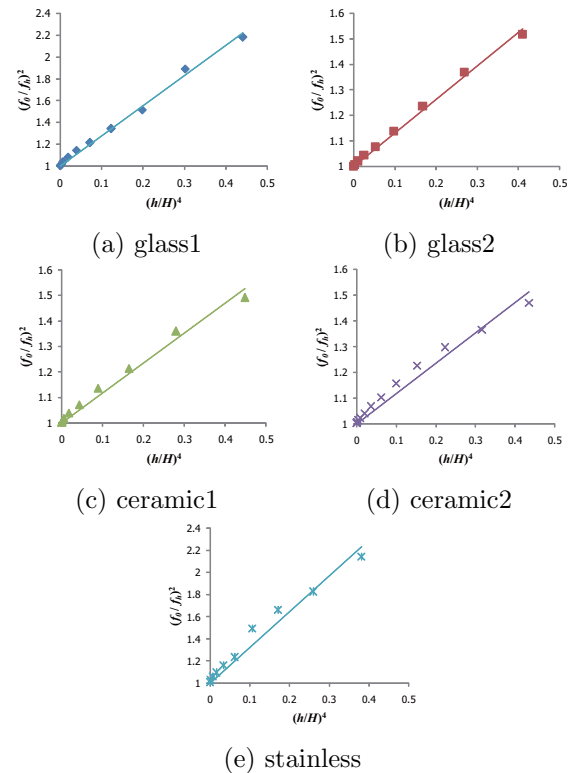 2.4
2.2
2
1.8
1.6
1.4
1.2
1
0 0.1 0.2 0.3 0.4 0.5
(f₀/fₕ)²
(h/H)⁴
(a) glass1
1.6
1.5
1.4
1.3
1.2
1.1
1
0 0.1 0.2 0.3 0.4 0.5
(f₀/fₕ)²
(h/H)⁴
(b) glass2
1.6
1.5
1.4
1.3
1.2
1.1
1
0 0.1 0.2 0.3 0.4 0.5
(f₀/fₕ)²
(h/H)⁴
(c) ceramic1
1.6
1.5
1.4
1.3
1.2
1.1
1
0 0.1 0.2 0.3 0.4 0.5
(f₀/fₕ)²
(h/H)⁴
(d) ceramic2
2.4
2.2
2
1.8
1.6
1.4
1.2
1
0 0.1 0.2 0.3 0.4 0.5
(f₀/fₕ)²
(h/H)⁴
(e) stainless